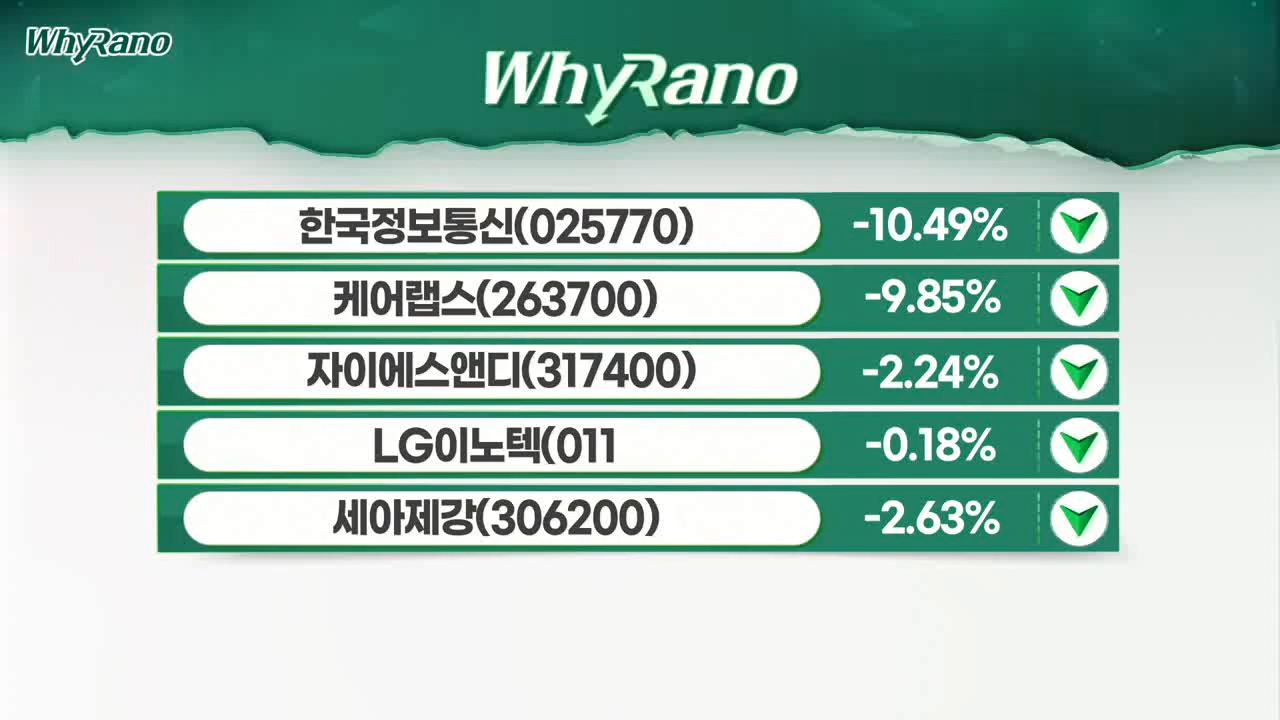 WhyRano
WhyRano
한국정보통신(025770) -10.49%
케어랩스(263700) -9.85%
자이에스앤디(317400) -2.24%
LG이노텍(011 -0.18%
세아제강(306200) -2.63%